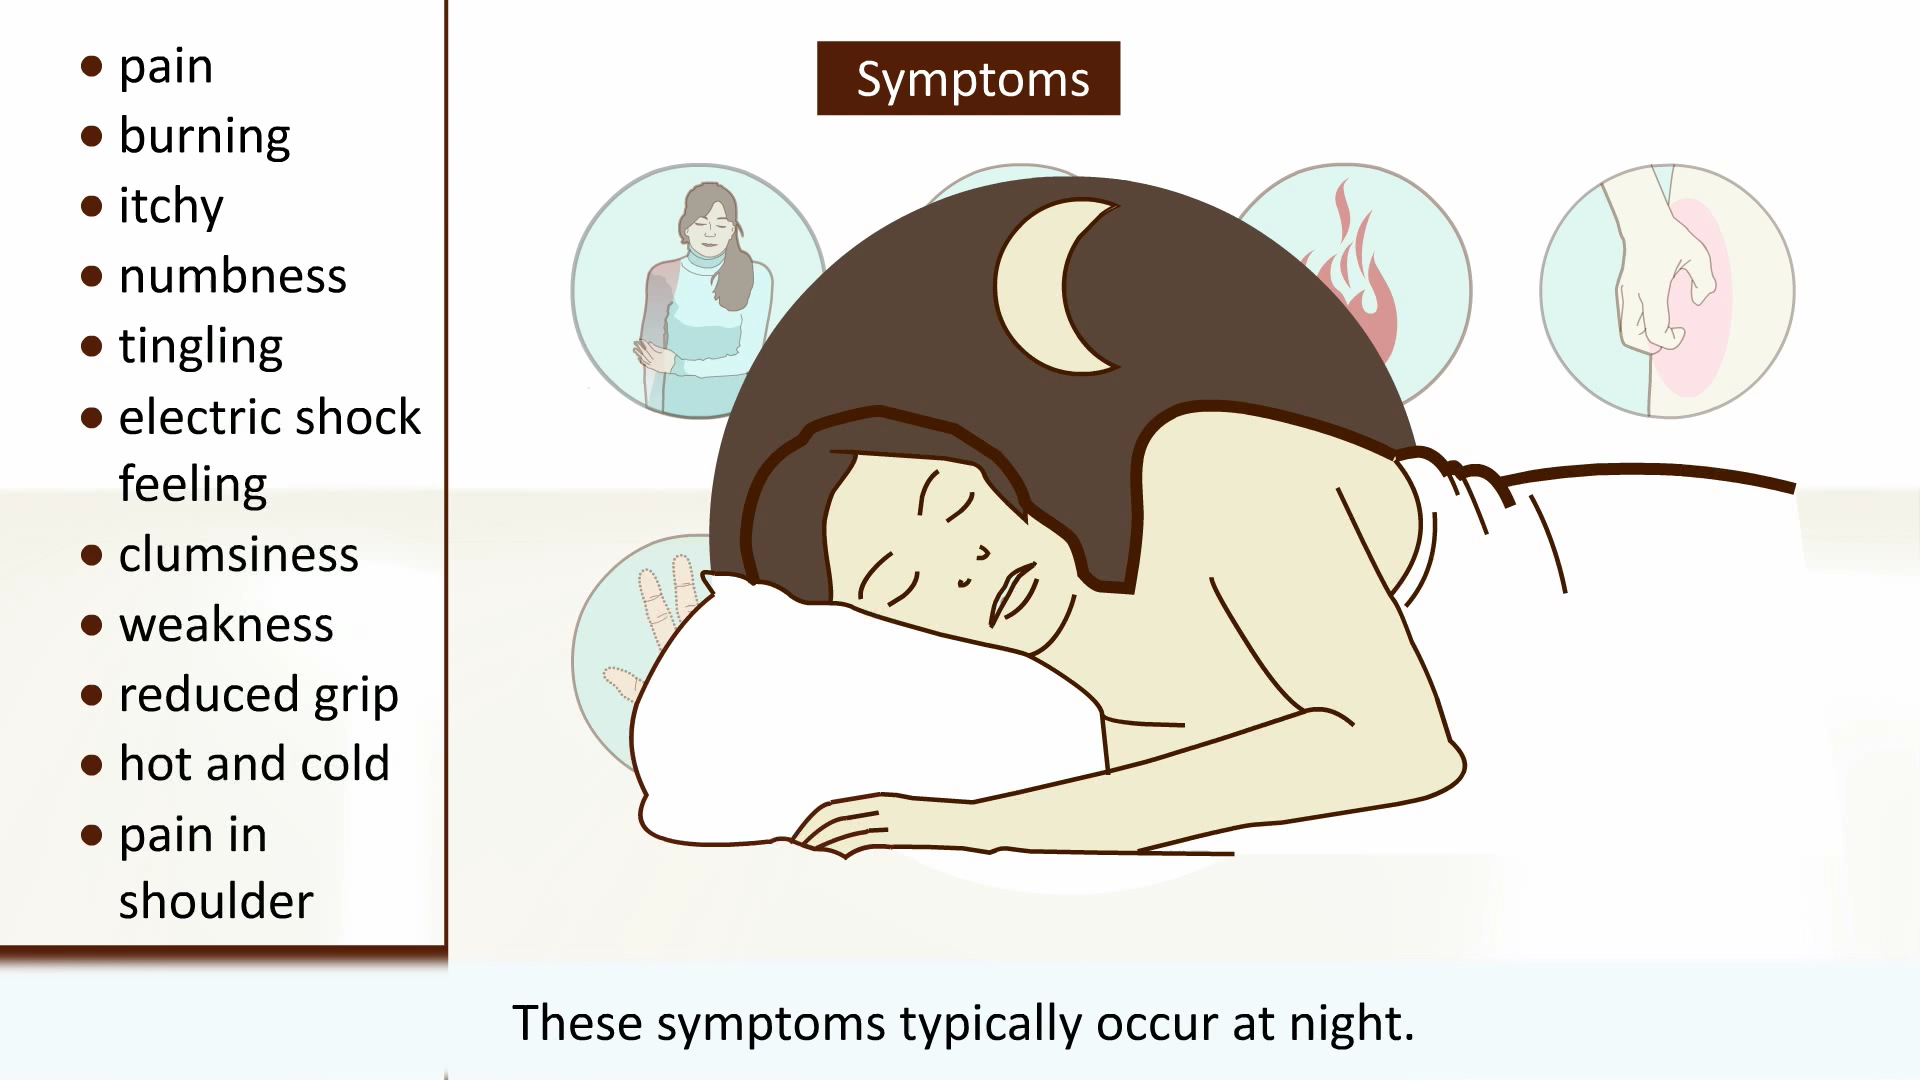 Symptoms
• pain
• burning
• itchy
• numbness
• tingling
• electric shock
feeling
• clumsiness
• weakness
• reduced grip
• hot and cold
• pain in
shoulder
These symptoms typically occur at night.